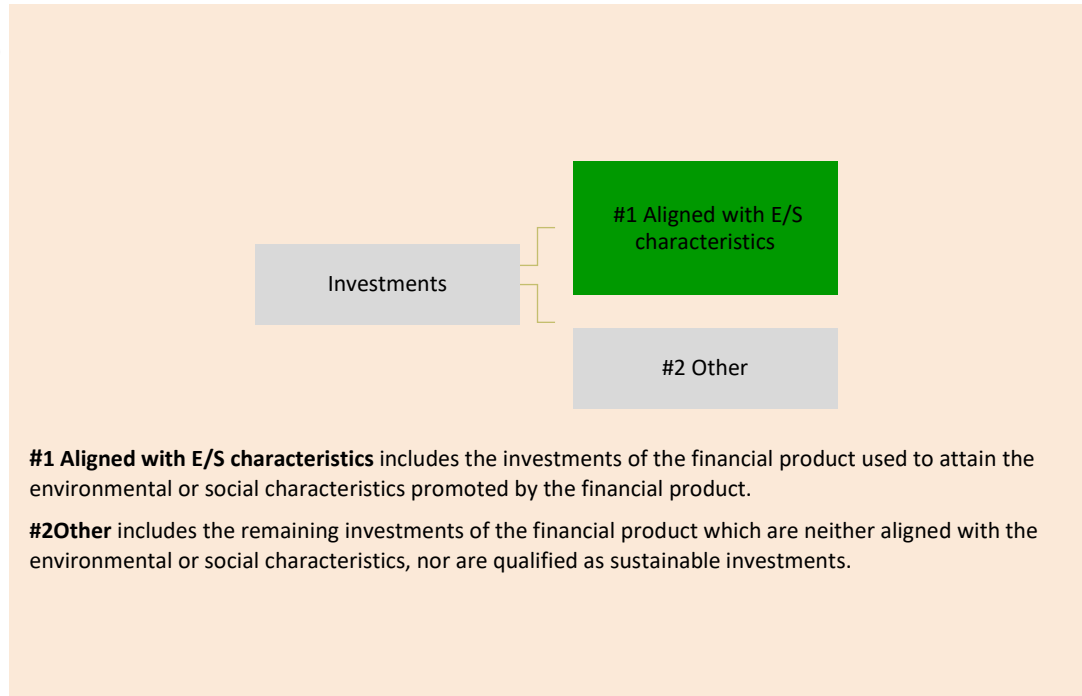 #1 Aligned with E/S
characteristics
Investments
#2 Other
#1 Aligned with E/S characteristics includes the investments of the financial product used to attain the
environmental or social characteristics promoted by the financial product.
#2Other includes the remaining investments of the financial product which are neither aligned with the
environmental or social characteristics, nor are qualified as sustainable investments.